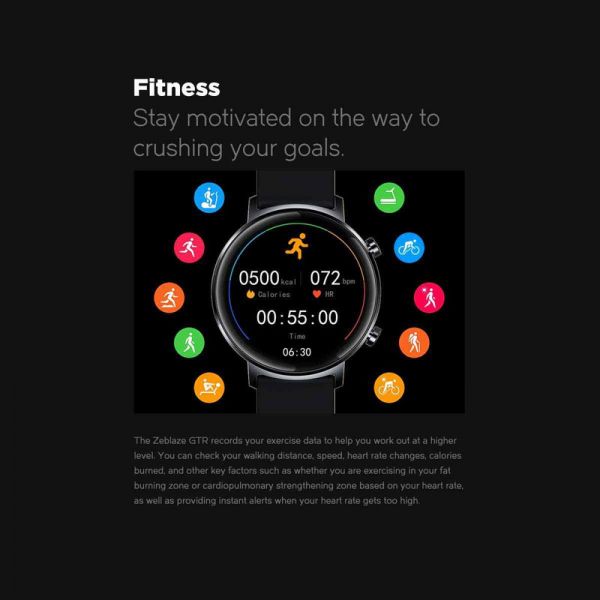 Fitness
Stay motivated on the way to
crushing your goals.
0500 kcal 072 bpm
Calories HR
00:55:00
Time
06:30
The Zeblaze GTR records your exercise data to help you work out at a higher
level. You can check your walking distance, speed, heart rate changes, calories
burned, and other key factors such as whether you are exercising in your fat
burning zone or cardiopulmonary strengthening zone based on your heart rate,
as well as providing instant alerts when your heart rate gets too high.